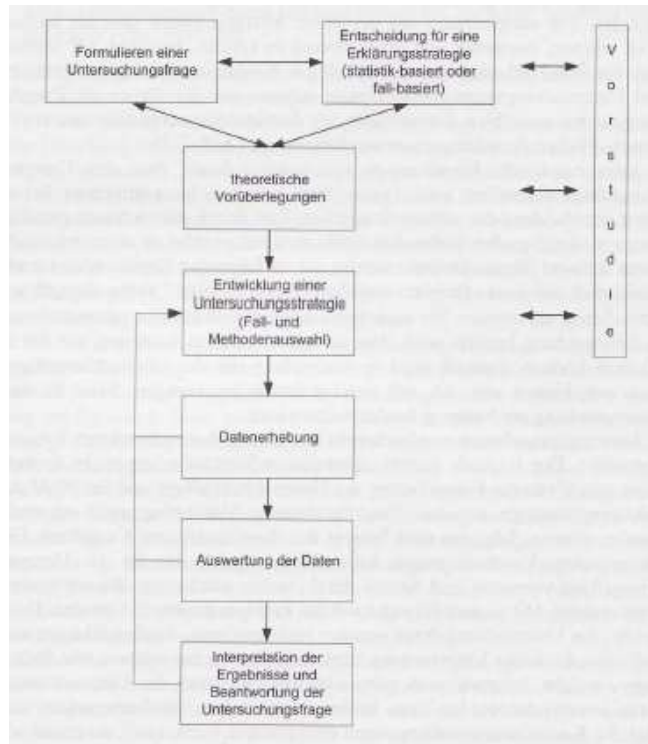 Formulieren einer
Untersuchungsfrage
Entscheidung für eine
Erklärungsstrategie
(statistik-basiert oder
fall-basiert)
Vorstudie
theoretische
Vorüberlegungen
Entwicklung einer
Untersuchungsstrategie
(Fall- und
Methodenauswahl)
Datenerhebung
Auswertung der Daten
Interpretation der
Ergebnisse und
Beantwortung der
Untersuchungsfrage